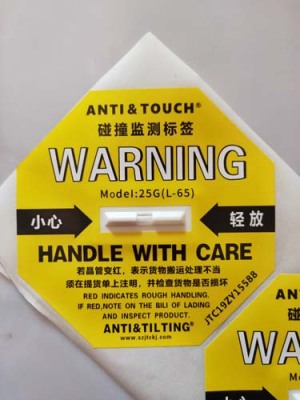 ANTI & TOUCH®
碰撞监测标签
WARNING
Model:25G(L-65)
小心
轻放
HANDLE WITH CARE
若晶管变红，表示货物搬运处理不当
须在提货单上注明，并检查货物是否损坏
RED INDICATES ROUGH HANDLING.
IF RED,NOTE ON THE BILl OF LADING
AND INSPECT PRODUCT.
ANTI&TILTING®
www.szjtzkj.com
JTC19ZY15588
ANTI
碰
WAR